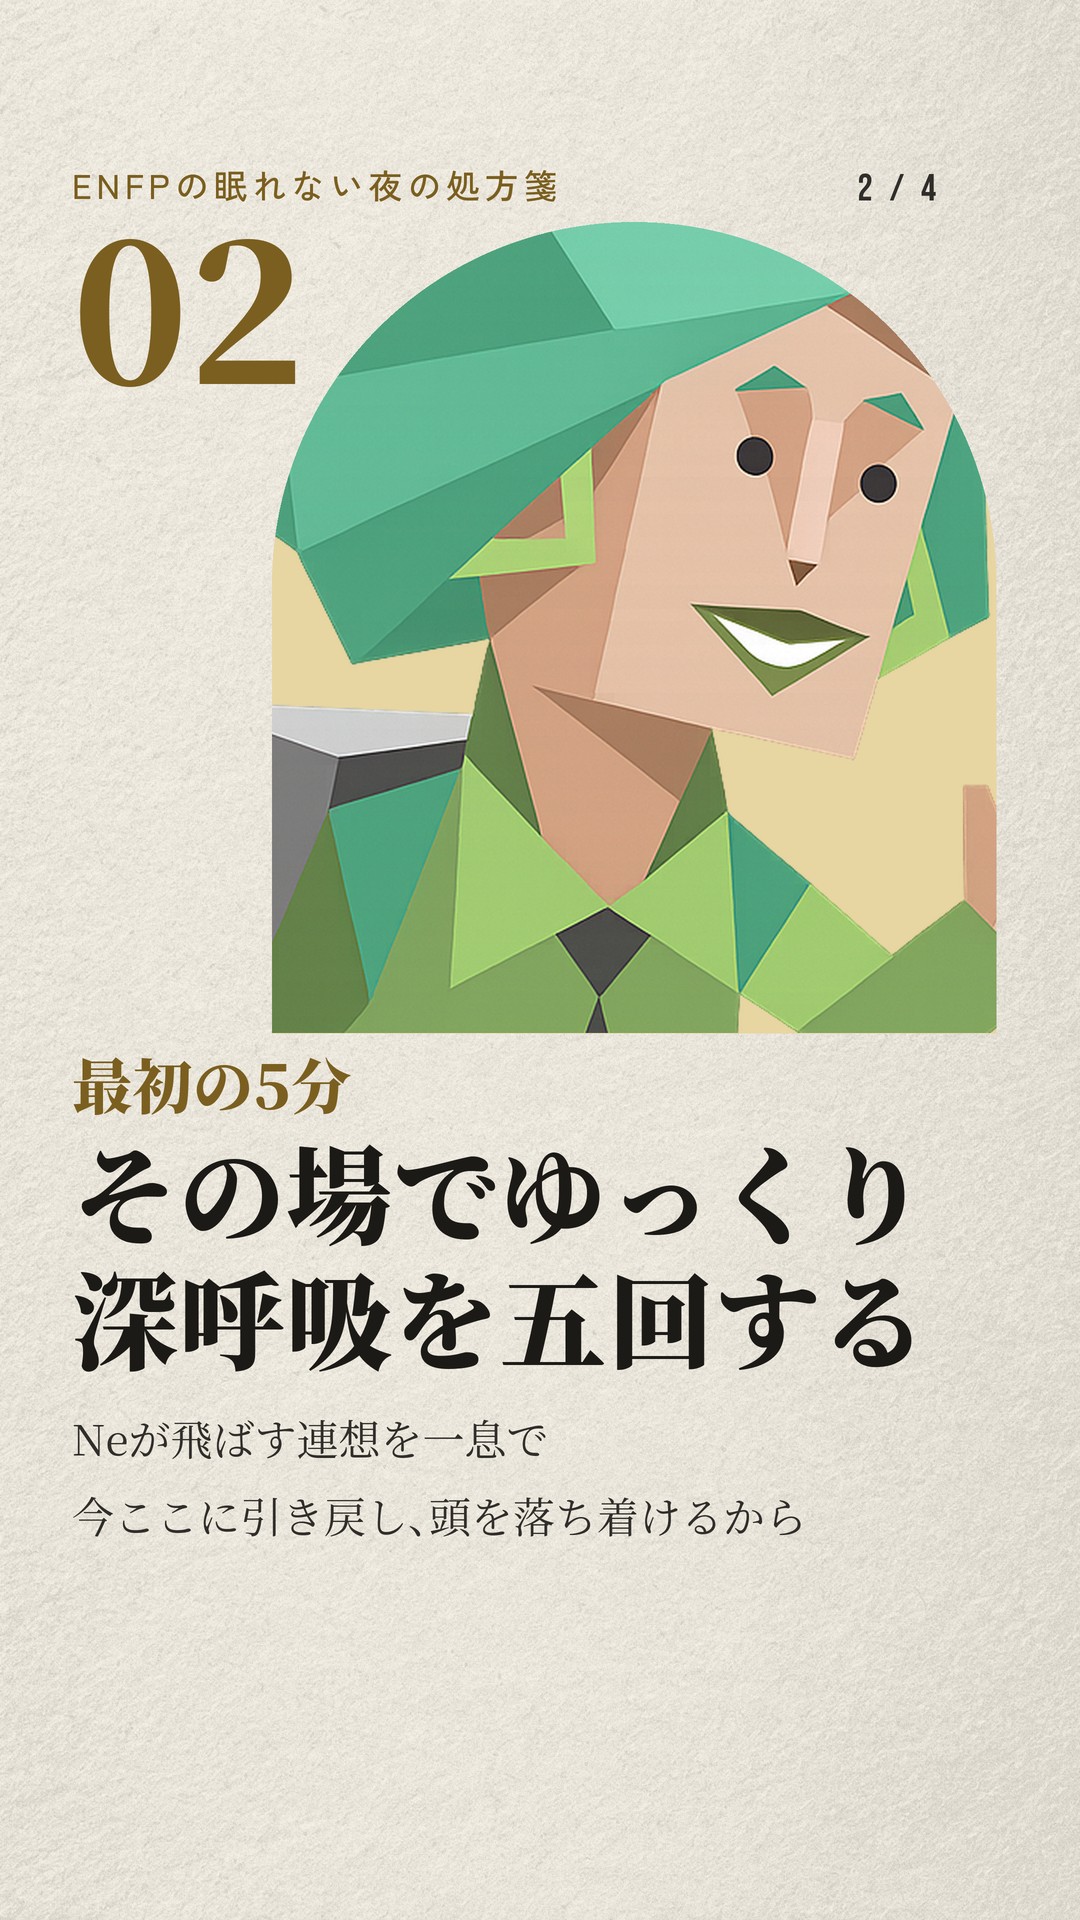 ENFPの眠れない夜の処方箋
2 / 4
02
最初の5分
その場でゆっくり
深呼吸を五回する
Neが飛ばす連想を一息で
今ここに引き戻し、頭を落ち着けるから